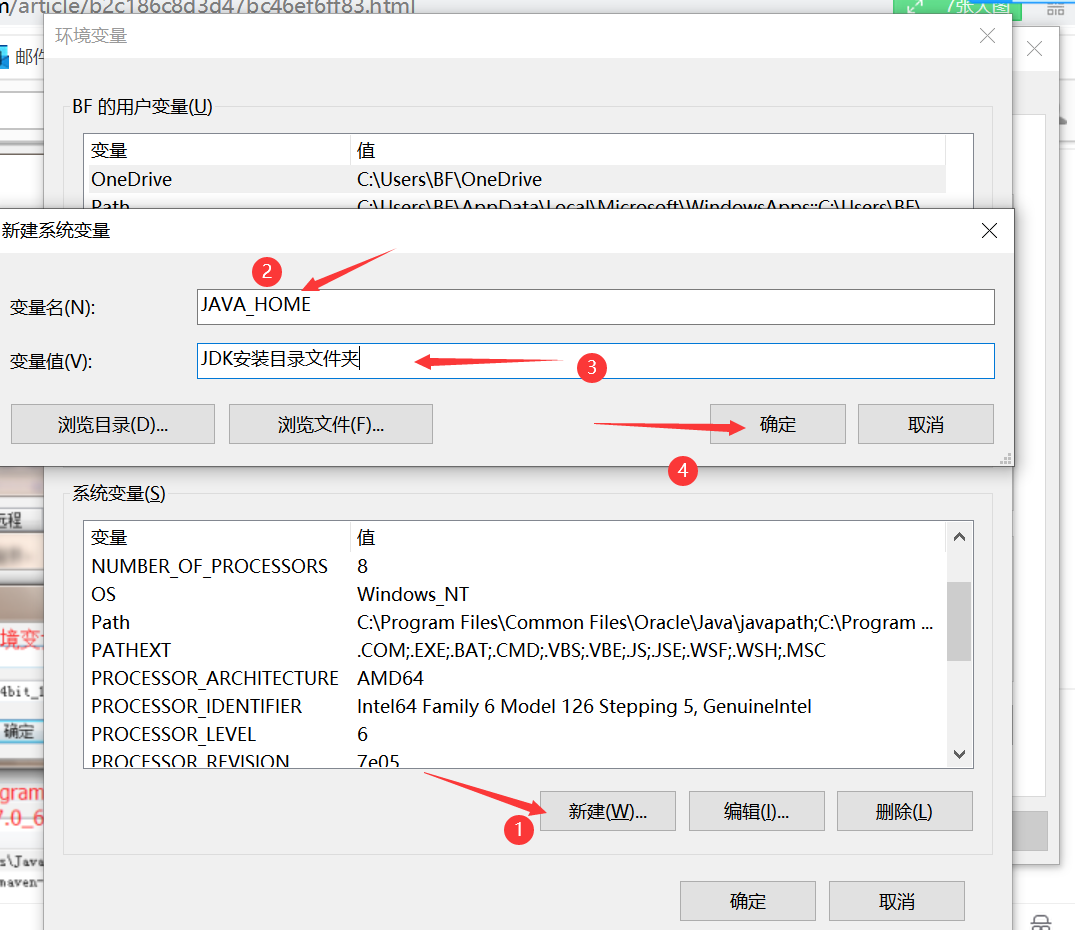 m/article/b2c186c8d3d47bc46ef6ff83.html
7张大图
环境变量
邮件
BF 的用户变量(U)
变量 值
OneDrive C:\Users\BF\OneDrive
Path C:\Users\BF\AppData\Local\Microsoft\WindowsApps;;C:\Users\BF\
新建系统变量
2
变量名(N): JAVA_HOME
变量值(V): JDK安装目录文件夹
3
浏览目录(D)... 浏览文件(F)... 确定 取消
4
系统变量(S)
远程
变量 值
NUMBER_OF_PROCESSORS 8
OS Windows_NT
Path C:\Program Files\Common Files\Oracle\Java\javapath;C:\Program ...
境变
PATHEXT .COM;.EXE;.BAT;.CMD;.VBS;.VBE;.JS;.JSE;.WSF;.WSH;.MSC
PROCESSOR_ARCHITECTURE AMD64
4bit_1
PROCESSOR_IDENTIFIER Intel64 Family 6 Model 126 Stepping 5, GenuineIntel
确定
PROCESSOR_LEVEL 6
PROCESSOR_REVISION 7e05
gram
7.0_6
新建(W)... 编辑(I)... 删除(L)
1
s\Java
maven-
确定 取消